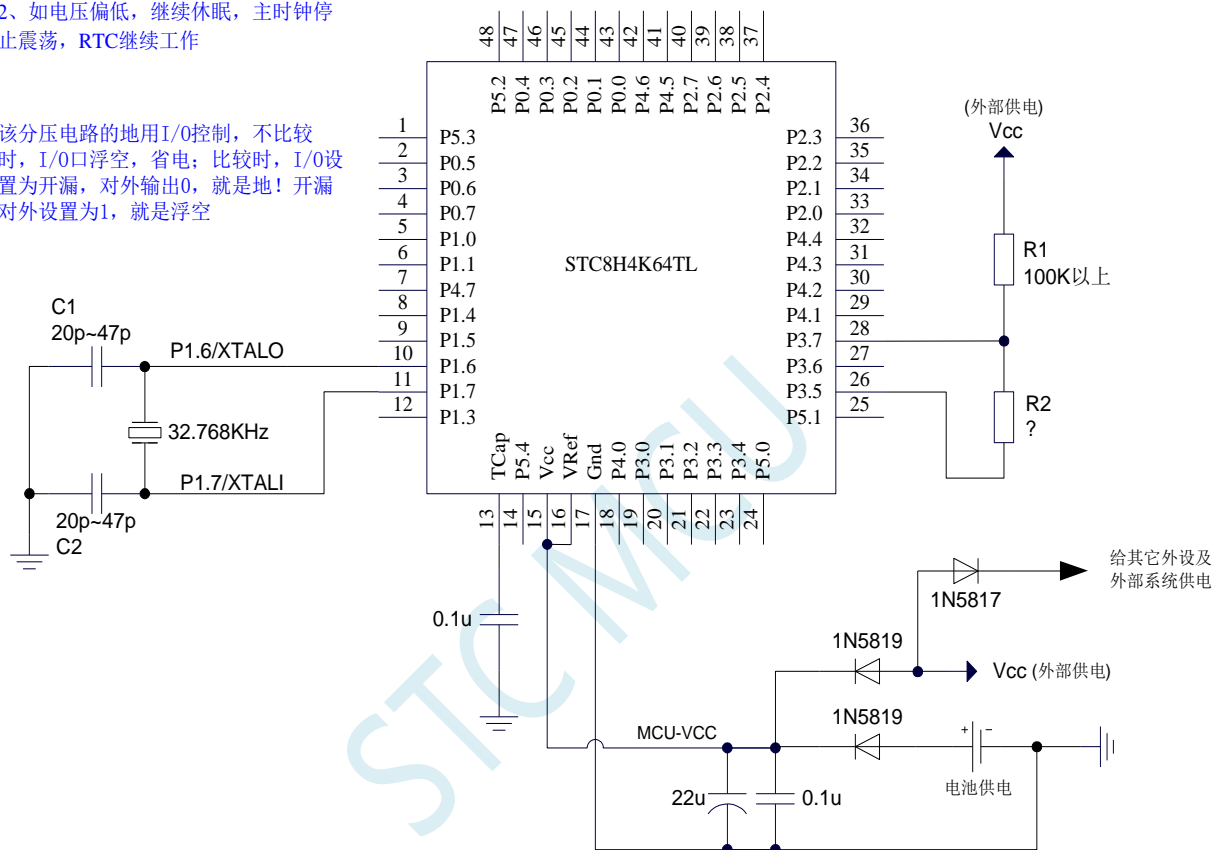 2、如电压偏低，继续休眠，主时钟停
止震荡，RTC继续工作
该分压电路的地用I/O控制，不比较
时，I/O口浮空，省电；比较时，I/O设
置为开漏，对外输出0，就是地！开漏
对外设置为1，就是浮空
48 47 46 45 44 43 42 41 40 39 38 37
P5.2 P0.4 P0.3 P0.2 P0.1 P0.0 P4.6 P4.5 P2.7 P2.6 P2.5 P2.4
1 P5.3
2 P0.5
3 P0.6
4 P0.7
5 P1.0
6 P1.1
7 P4.7
8 P1.4
9 P1.5
10 P1.6
11 P1.7
12 P1.3
STC8H4K64TL
P2.3 36
P2.2 35
P2.1 34
P2.0 33
P4.4 32
P4.3 31
P4.2 30
P4.1 29
P3.7 28
P3.6 27
P3.5 26
P5.1 25
TCap P5.4 Vcc VRef Gnd P4.0 P3.0 P3.1 P3.2 P3.3 P3.4 P5.0
13 14 15 16 17 18 19 20 21 22 23 24
(外部供电)
Vcc
R1
100K以上
R2
?
C1
20p~47p
P1.6/XTALO
32.768KHz
P1.7/XTALI
20p~47p
C2
0.1u
给其它外设及
外部系统供电
1N5817
1N5819
Vcc (外部供电)
1N5819
MCU-VCC
+ −
电池供电
22u
0.1u
STC MCU